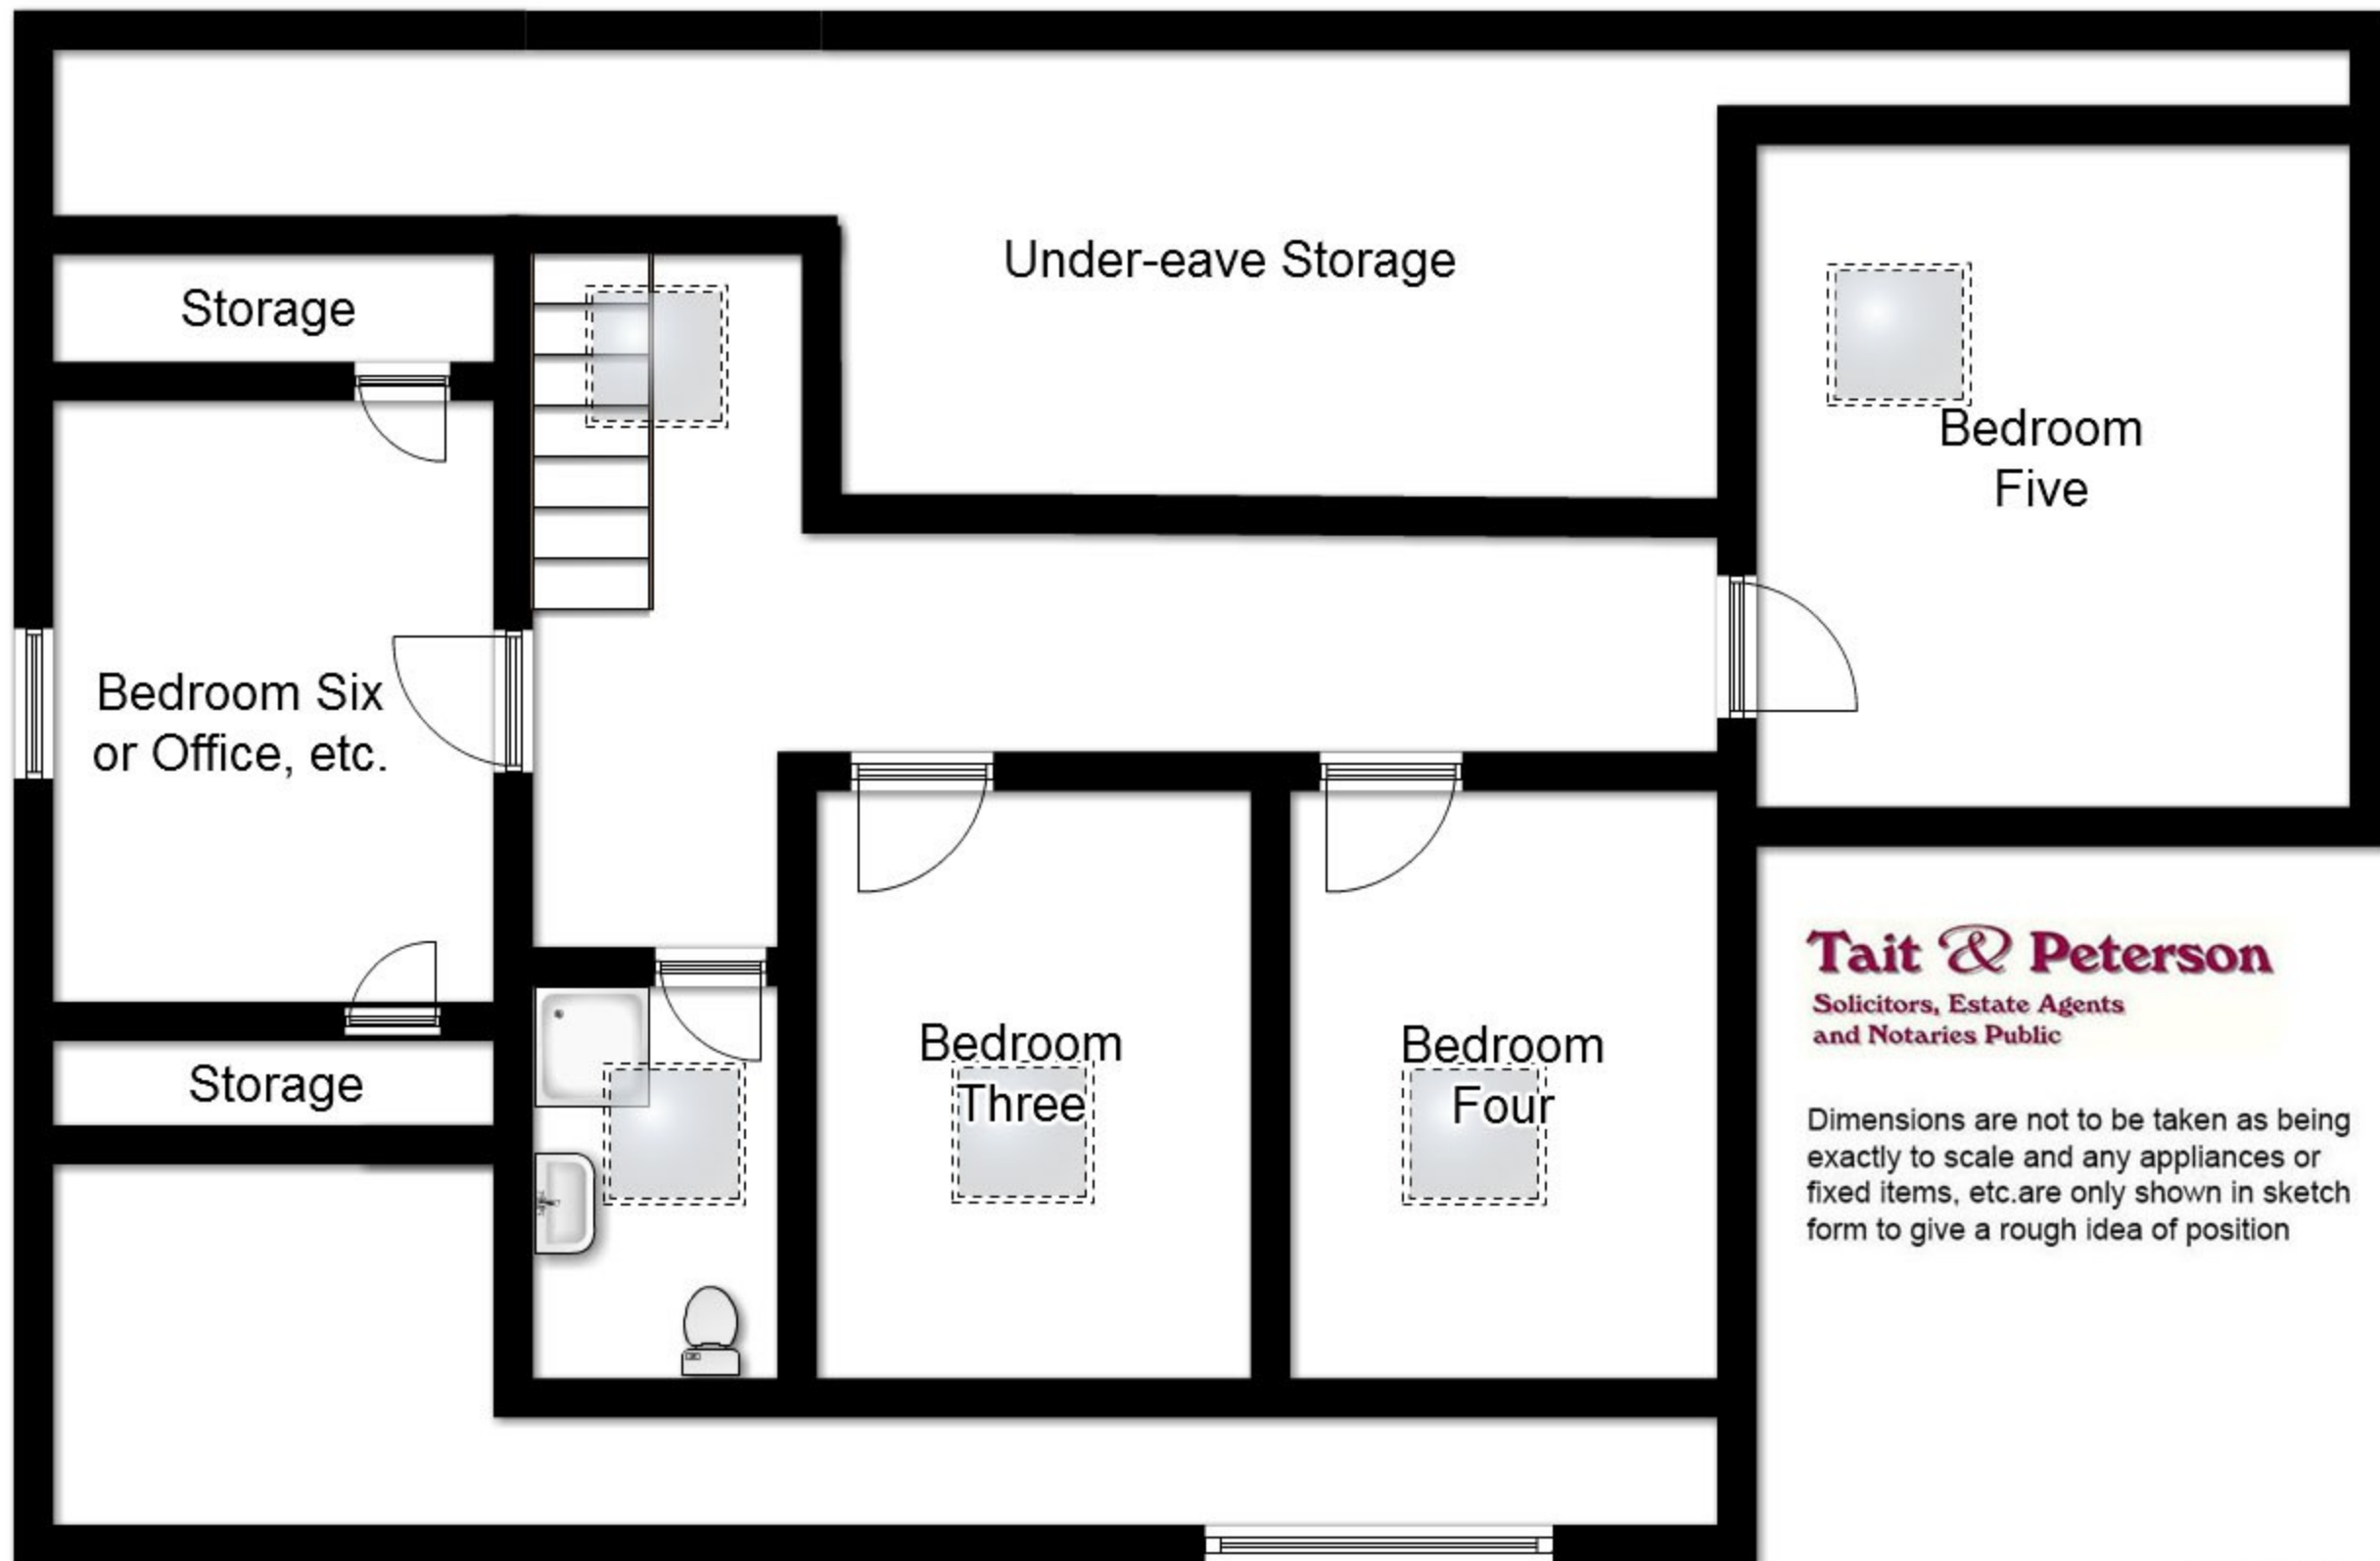 Under-eave Storage
Storage
Bedroom
Five
Bedroom Six
or Office, etc.
Storage
Bedroom
Three
Bedroom
Four
Tait & Peterson
Solicitors, Estate Agents
and Notaries Public
Dimensions are not to be taken as being
exactly to scale and any appliances or
fixed items, etc.are only shown in sketch
form to give a rough idea of position